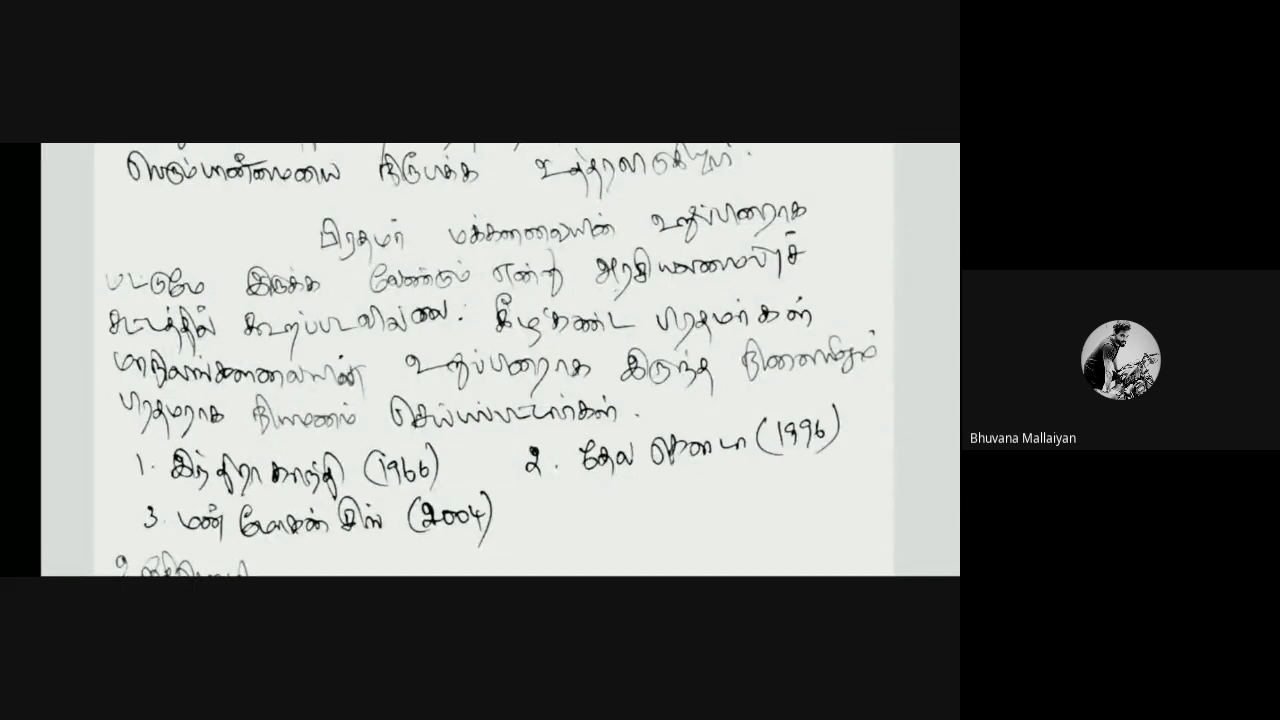 பெரும்பான்மையை நிரூபிக்க உத்தரவிடுகிறார்.
பிரதமர் மக்களவையின் உறுப்பினராக
மட்டுமே இருக்க வேண்டும் என்று அரசியலமைப்புச்
சட்டத்தில் கூறப்படவில்லை. கீழ்கண்ட பிரதமர்கள்
மாநிலங்களவையின் உறுப்பினராக இருந்த நிலையிலும்
பிரதமராக நியமனம் செய்யப்பட்டார்கள்.
1. இந்திரா காந்தி (1966) 2. தேவ கௌடா (1996)
3. மன் மோகன் சிங் (2004)
Bhuvana Mallaiyan